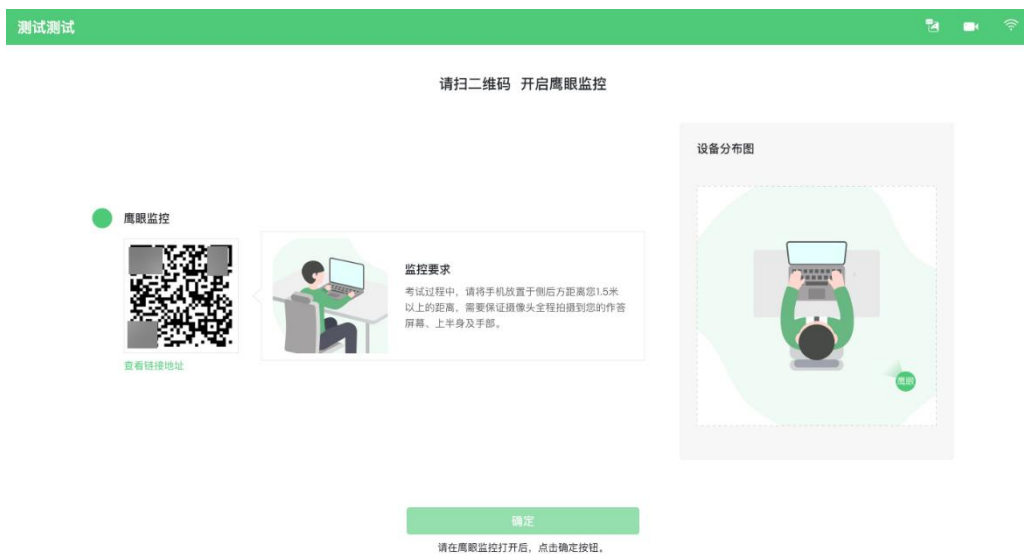 测试测试
请扫二维码 开启鹰眼监控
设备分布图
鹰眼监控
监控要求
考试过程中，请将手机放置于侧后方距离您1.5米
以上的距离，需要保证摄像头全程拍摄到您的作答
屏幕、上半身及手部。
查看链接地址
鹰眼
确定
请在鹰眼监控打开后，点击确定按钮。